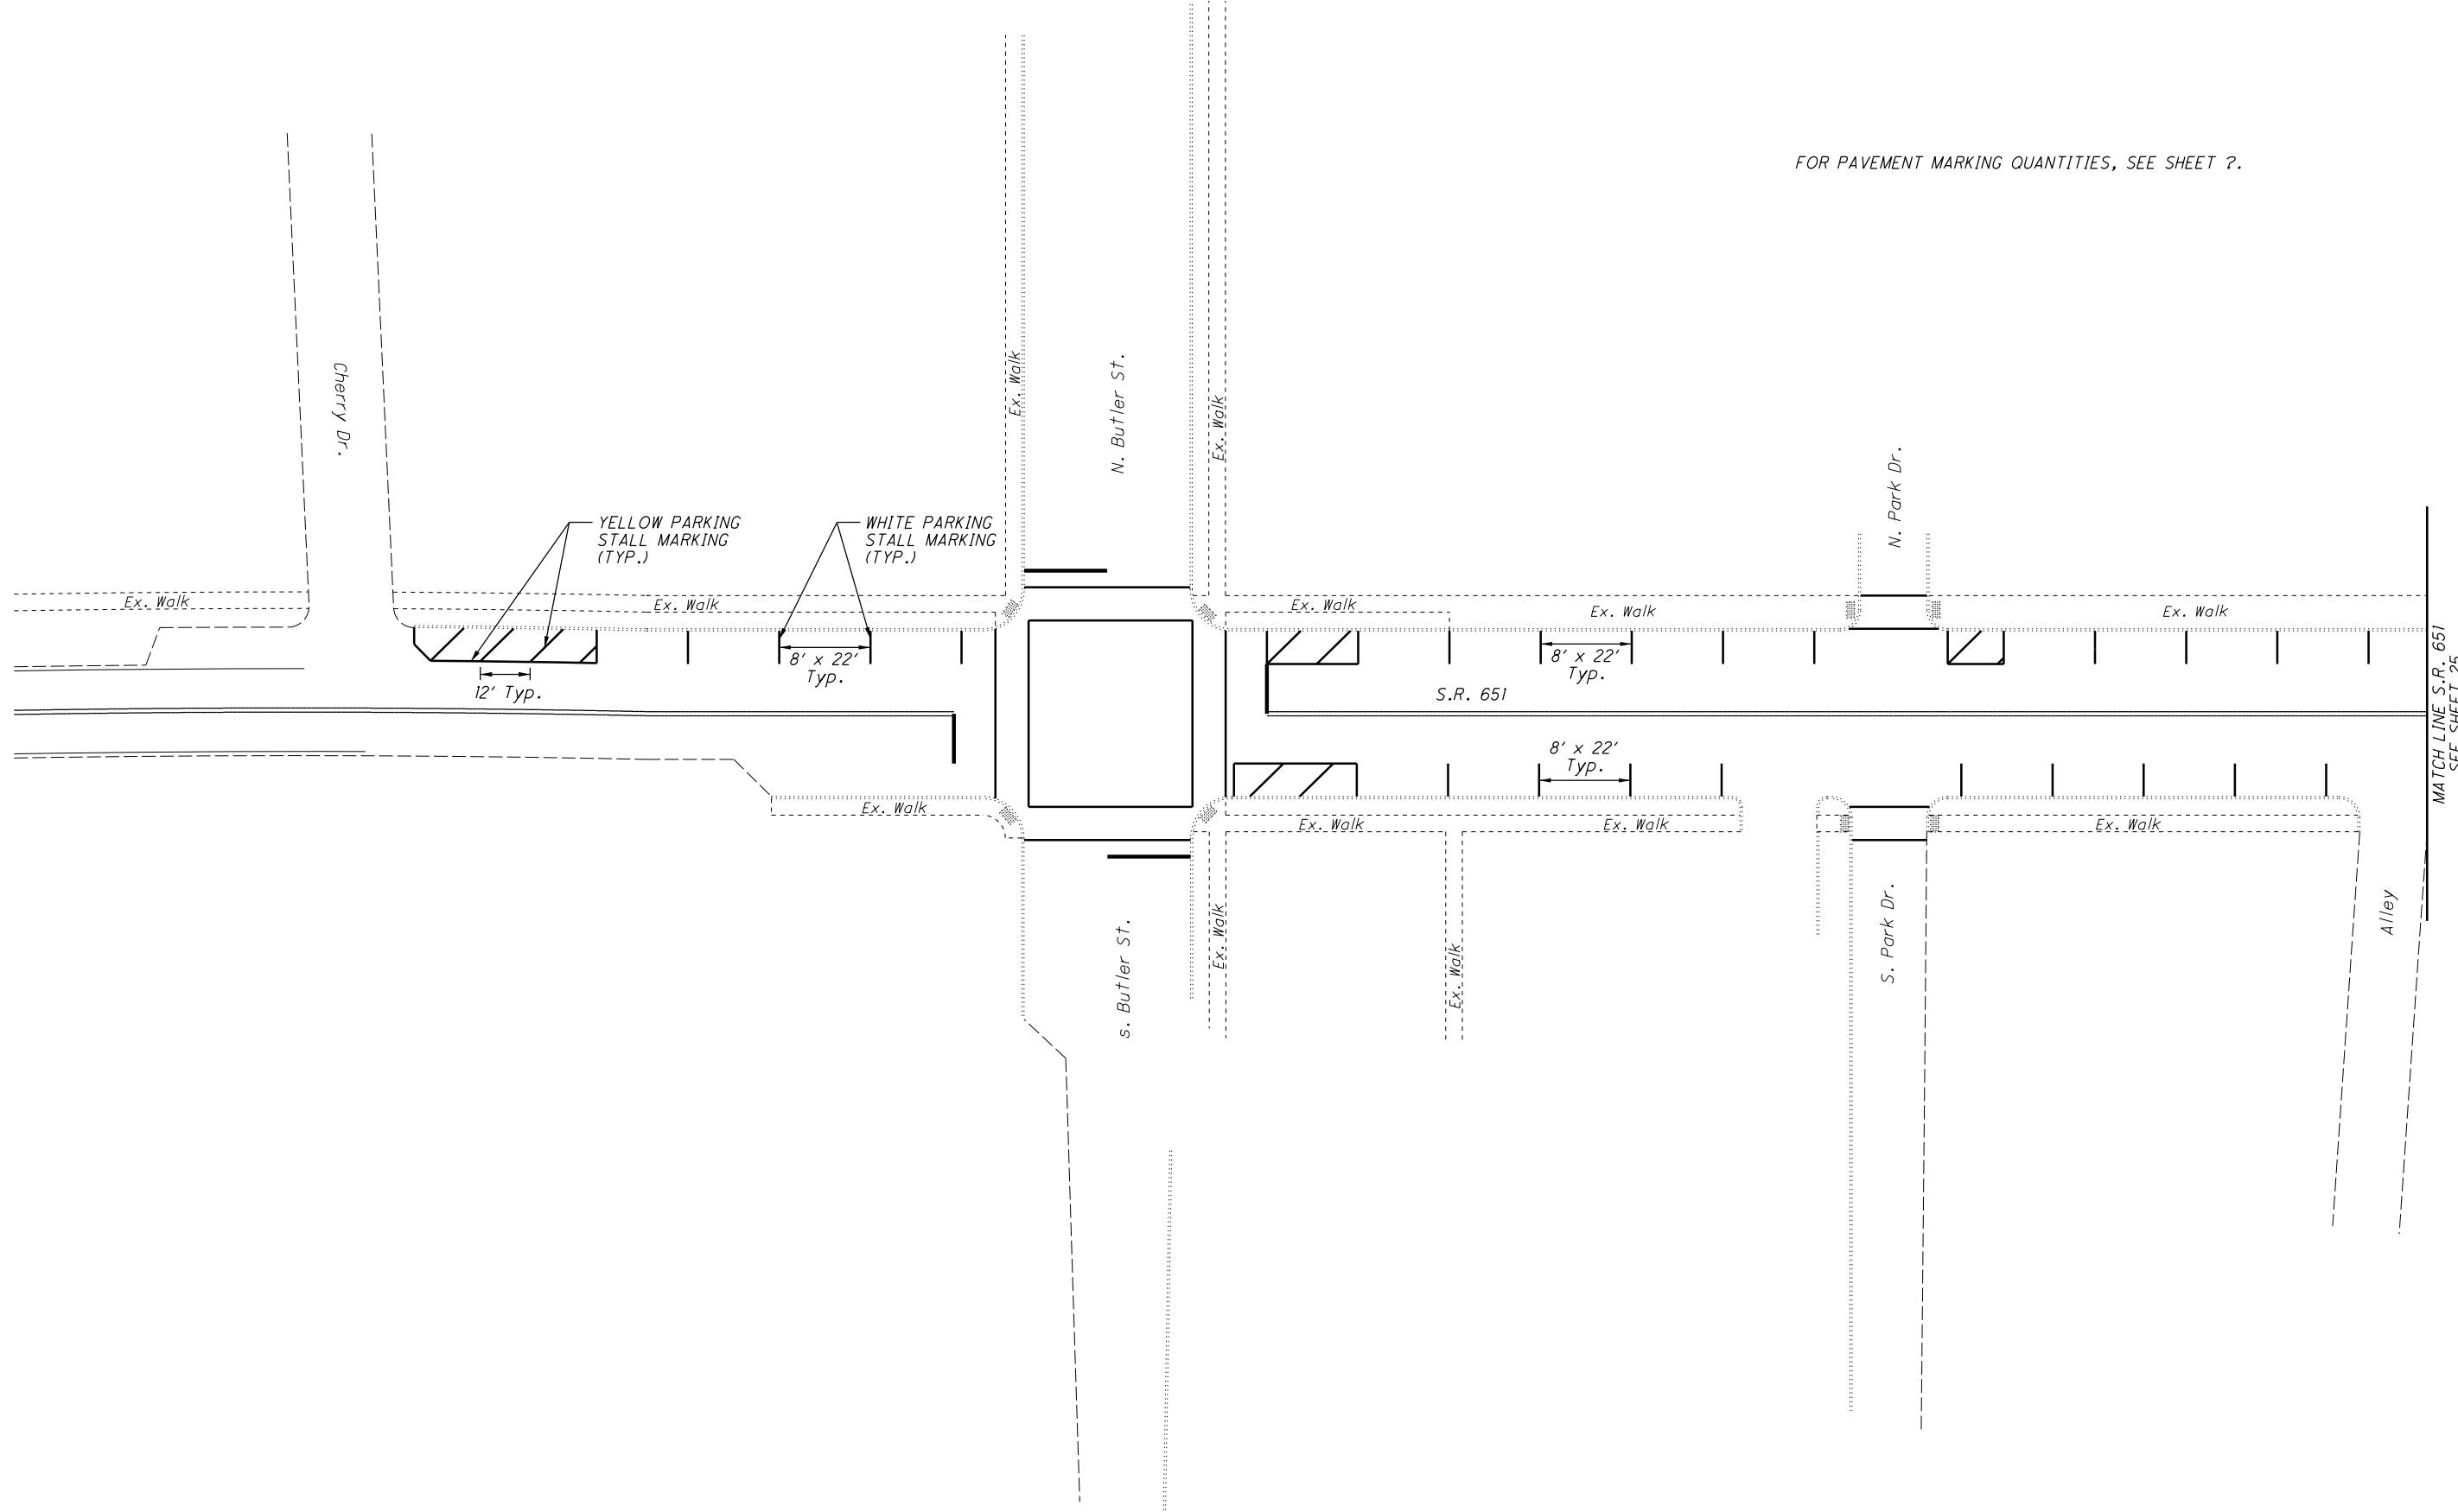 FOR PAVEMENT MARKING QUANTITIES, SEE SHEET ?.
Cherry Dr.
Ex. Walk
N. Butler St.
Ex. Walk
N. Park Dr.
YELLOW PARKING
STALL MARKING
(TYP.)
WHITE PARKING
STALL MARKING
(TYP.)
Ex. Walk
Ex. Walk
Ex. Walk
Ex. Walk
Ex. Walk
8' x 22'
Typ.
8' x 22'
Typ.
12' Typ.
S.R. 651
MATCH LINE S.R. 651
SEE SHEET 25
8' x 22'
Typ.
Ex. Walk
Ex. Walk
Ex. Walk
Ex. Walk
s. Butler St.
Ex. Walk
Ex. Walk
S. Park Dr.
Alley